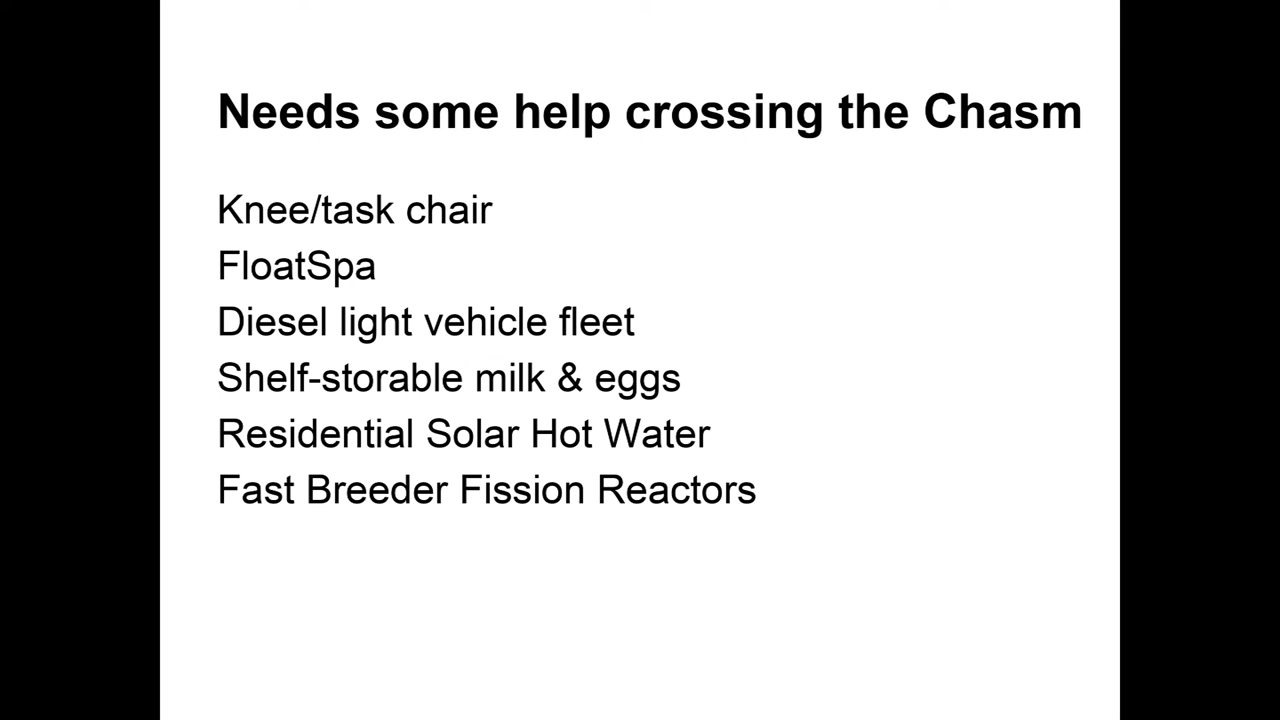 Needs some help crossing the Chasm
Knee/task chair
FloatSpa
Diesel light vehicle fleet
Shelf-storable milk & eggs
Residential Solar Hot Water
Fast Breeder Fission Reactors